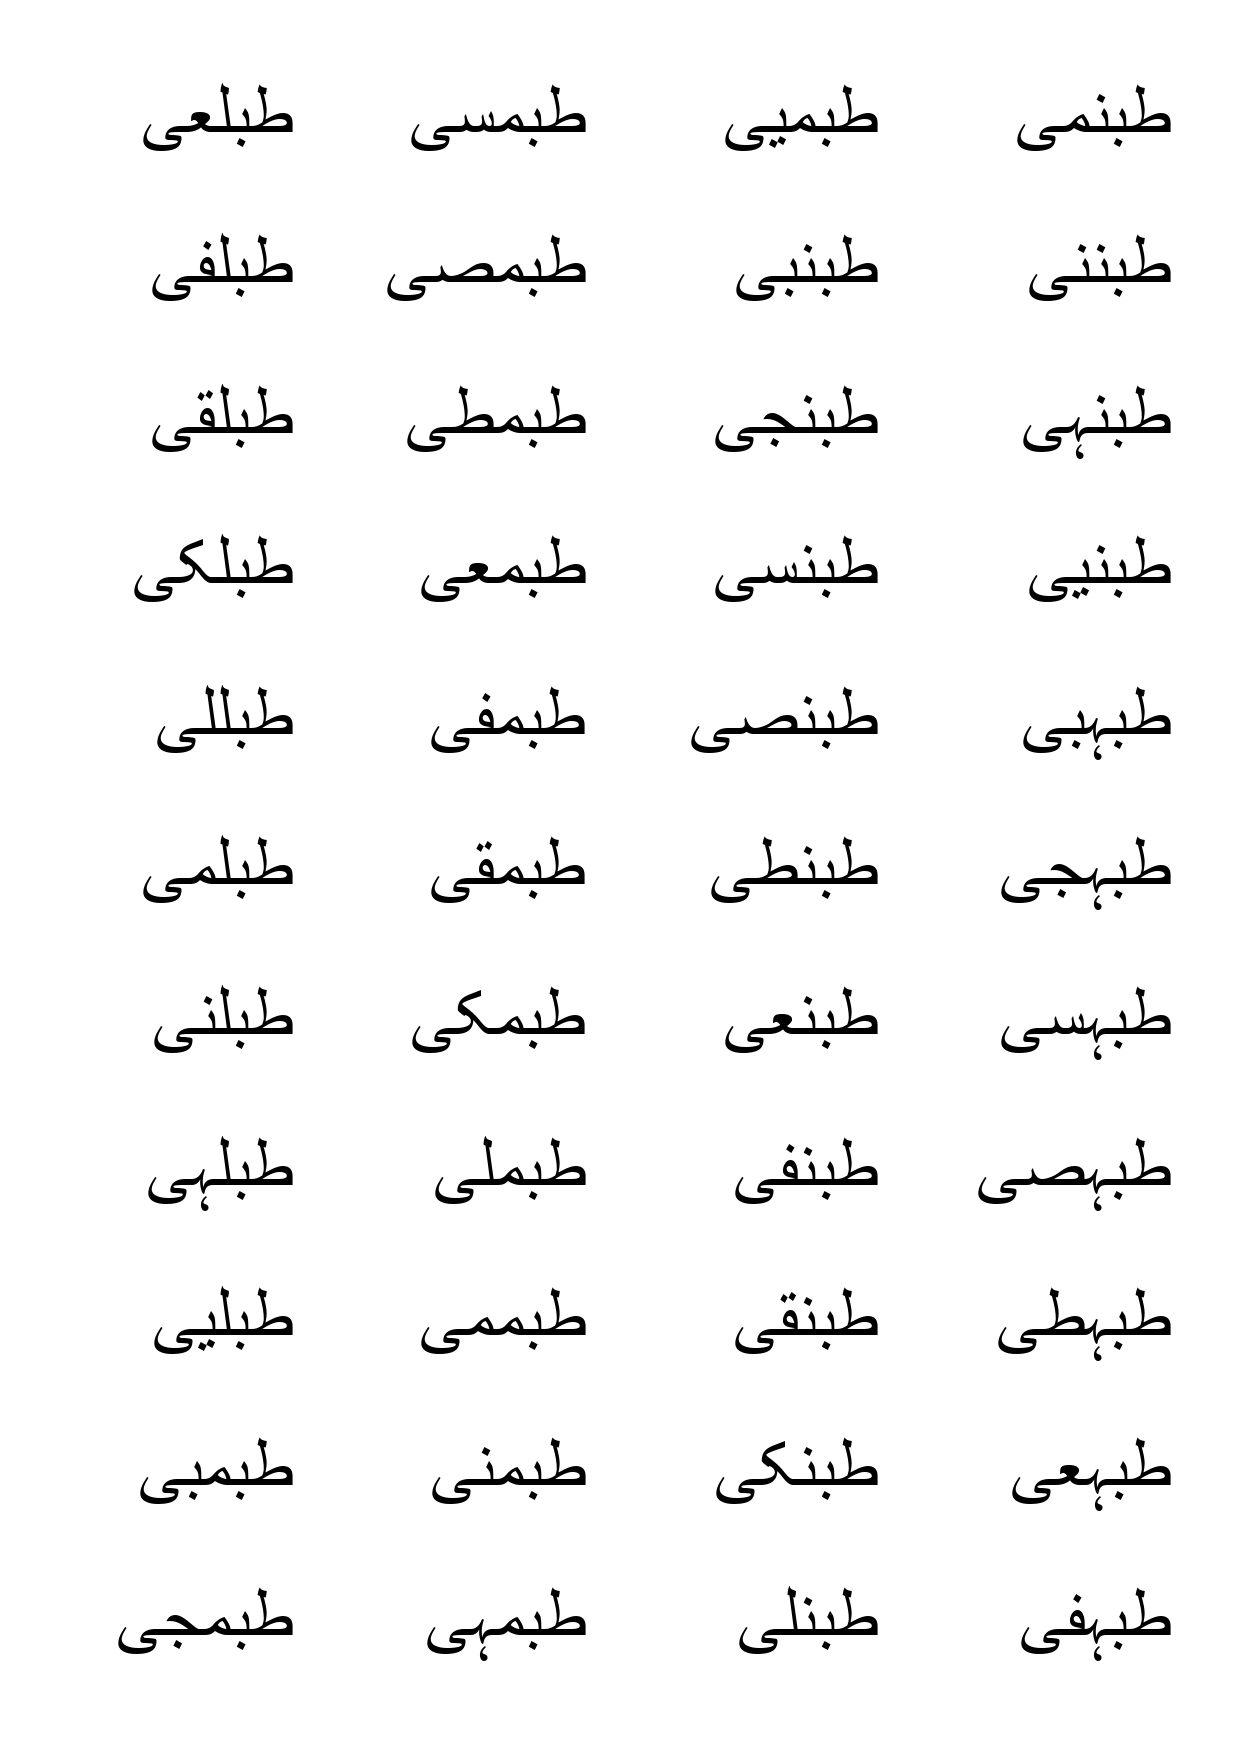 طبنمی طبمیی طبمسی طبلعی
طبننی طبنبی طبمصی طبلفی
طبنہی طبنجی طبمطی طبلقی
طبنیی طبنسی طبمعی طبلکی
طبہبی طبنصی طبمفی طبللی
طبہجی طبنطی طبمقی طبلمی
طبہسی طبنعی طبمکی طبلنی
طبہصی طبنفی طبملی طبلہی
طبہطی طبنقی طبممی طبلیی
طبہعی طبنکی طبمنی طبمبی
طبہفی طبنلی طبمہی طبمجی